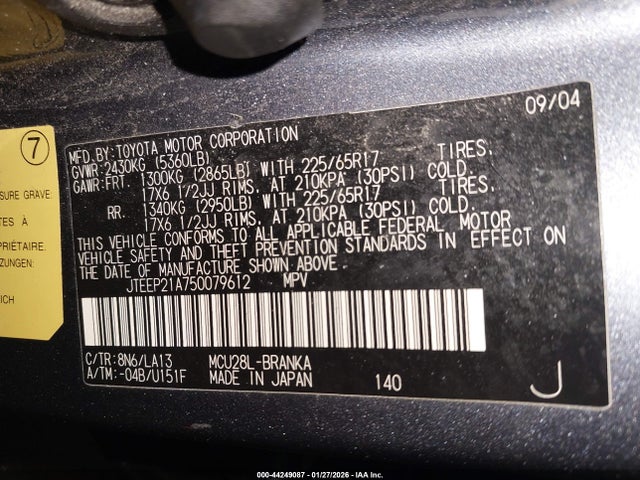 09/04
MFD.BY:TOYOTA MOTOR CORPORATION
GVWR:2430KG (5360LB)
GAWR:FRT. 1300KG (2865LB) WITH 225/65R17 TIRES.
17X6 1/2JJ RIMS. AT 210KPA (30PSI) COLD.
RR. 1340KG (2950LB) WITH 225/65R17 TIRES.
17X6 1/2JJ RIMS. AT 210KPA (30PSI) COLD.
THIS VEHICLE CONFORMS TO ALL APPLICABLE FEDERAL MOTOR
VEHICLE SAFETY AND THEFT PREVENTION STANDARDS IN EFFECT ON
THE DATE OF MANUFACTURE SHOWN ABOVE.
JTEEP21A750079612 MPV
C/TR:8N6/LA13 MCU28L-BRANKA
A/TM:-04B/U151F MADE IN JAPAN 140 J
7
SURE GRAVE.
TES À
PRIÉTAIRE.
ZUNGEN:
ICH
000-44249087 - 01/27/2026 - IAA Inc.